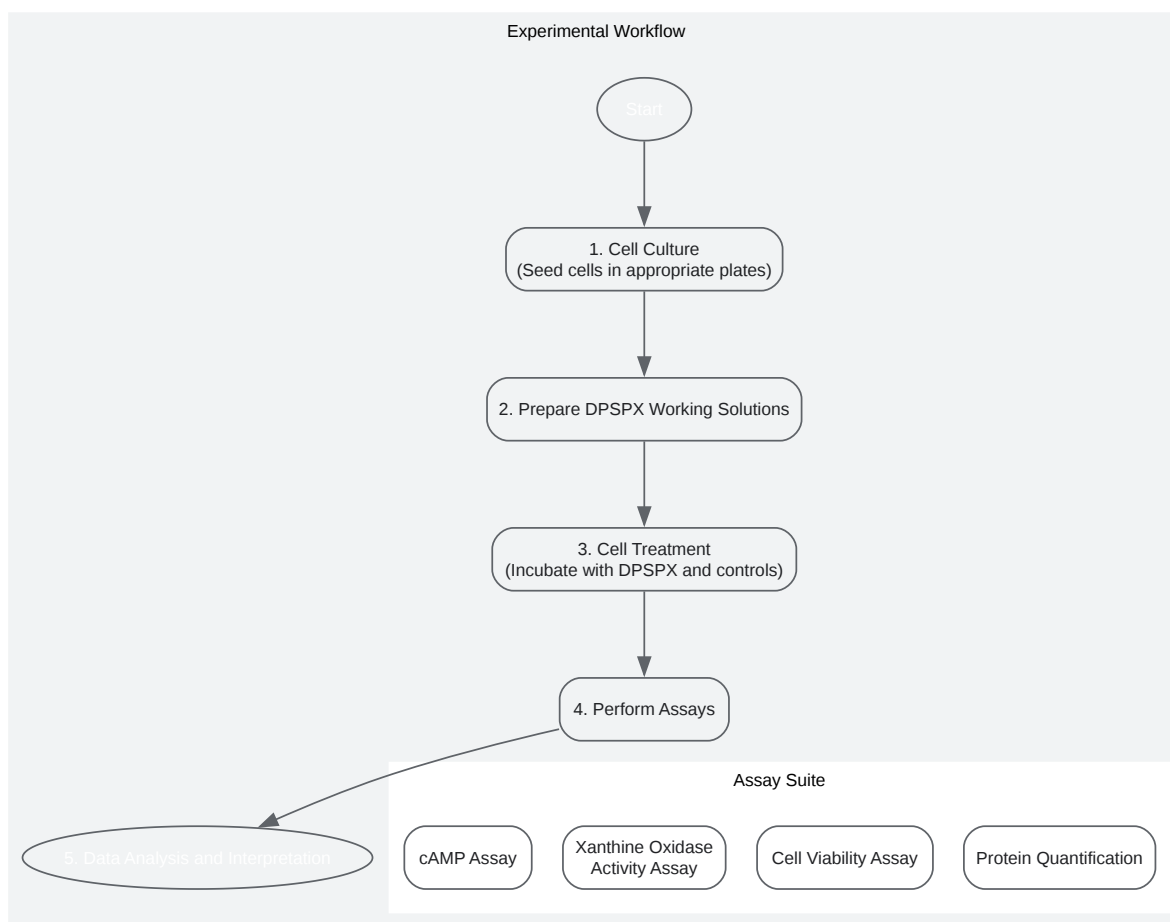 Experimental Workflow
Start
1. Cell Culture
(Seed cells in appropriate plates)
2. Prepare DPSPX Working Solutions
3. Cell Treatment
(Incubate with DPSPX and controls)
4. Perform Assays
Assay Suite
5. Data Analysis and Interpretation
cAMP Assay
Xanthine Oxidase
Activity Assay
Cell Viability Assay
Protein Quantification